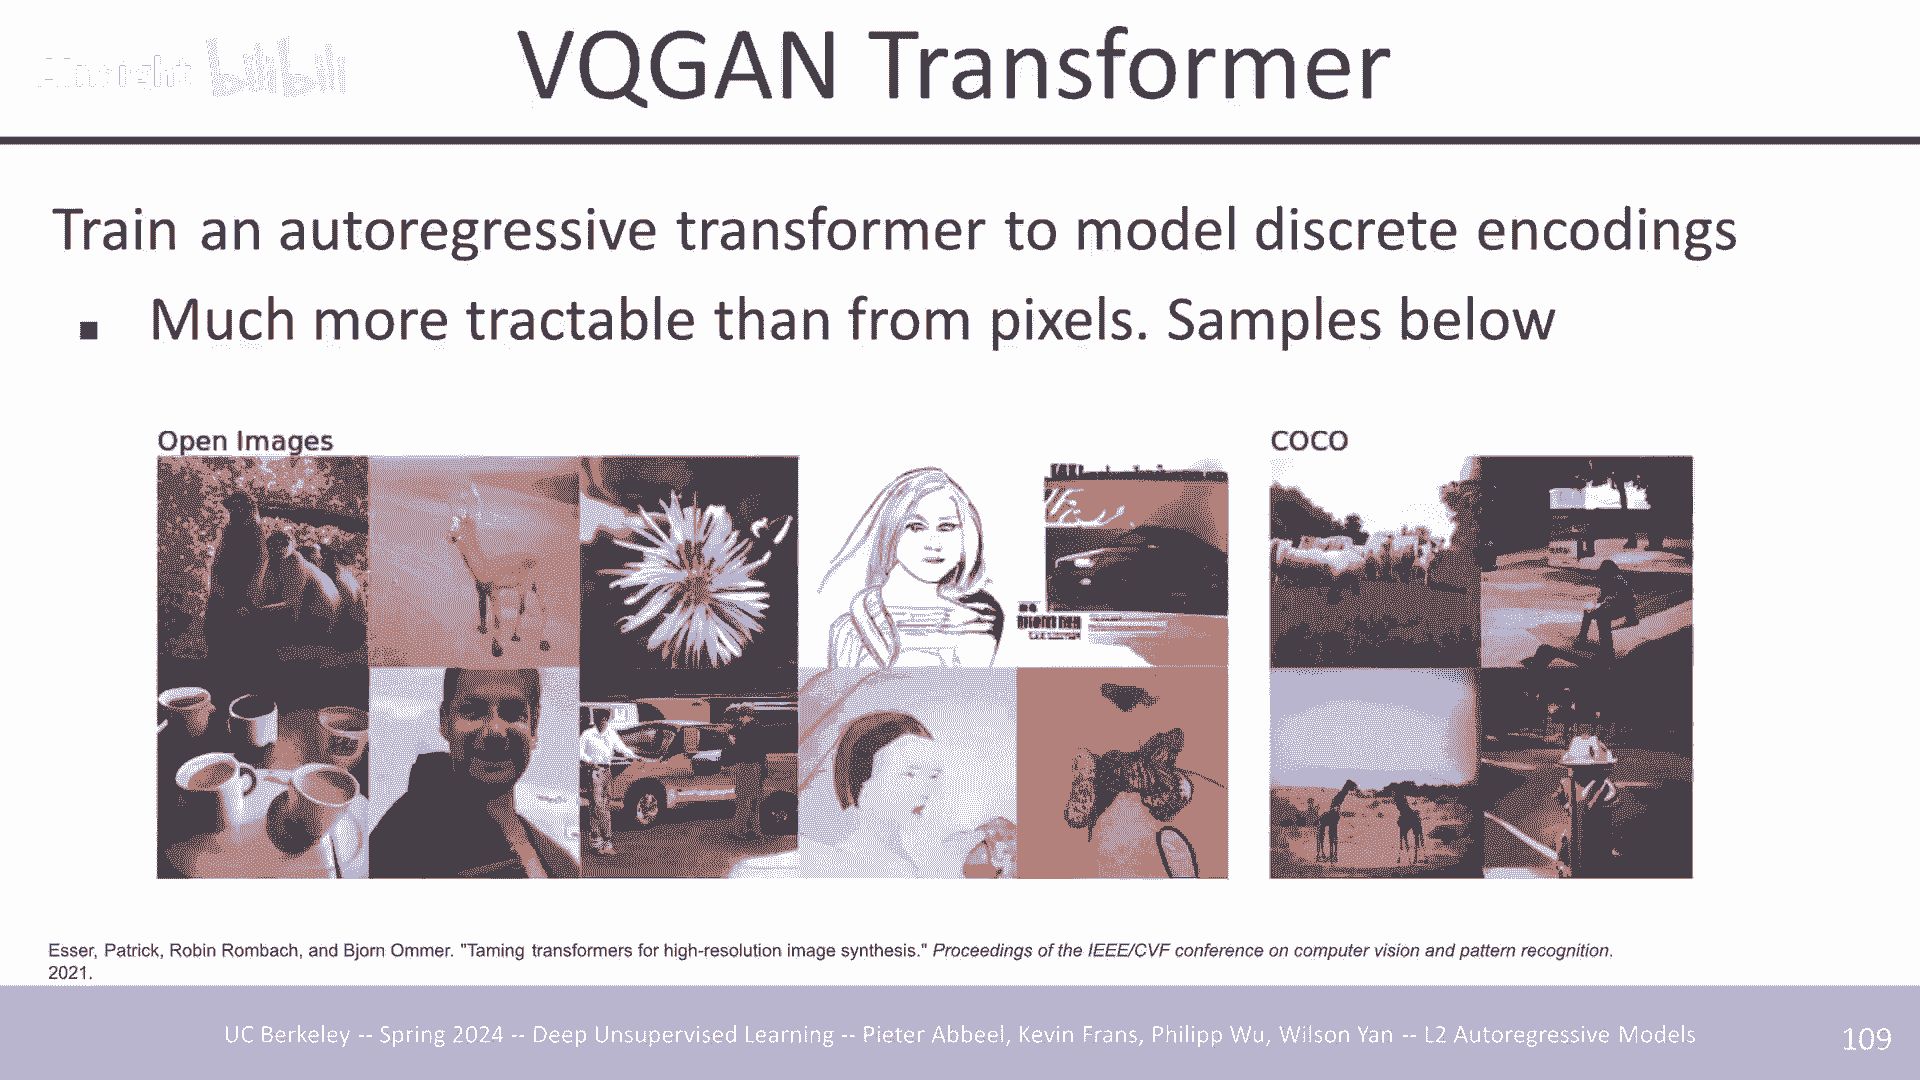 bilibili
VQGAN Transformer
Train an autoregressive transformer to model discrete encodings
▪ Much more tractable than from pixels. Samples below
Open Images
COCO
Esser, Patrick, Robin Rombach, and Bjorn Ommer. "Taming transformers for high-resolution image synthesis." Proceedings of the IEEE/CVF conference on computer vision and pattern recognition.
2021.
UC Berkeley -- Spring 2024 -- Deep Unsupervised Learning -- Pieter Abbeel, Kevin Frans, Philipp Wu, Wilson Yan -- L2 Autoregressive Models
109